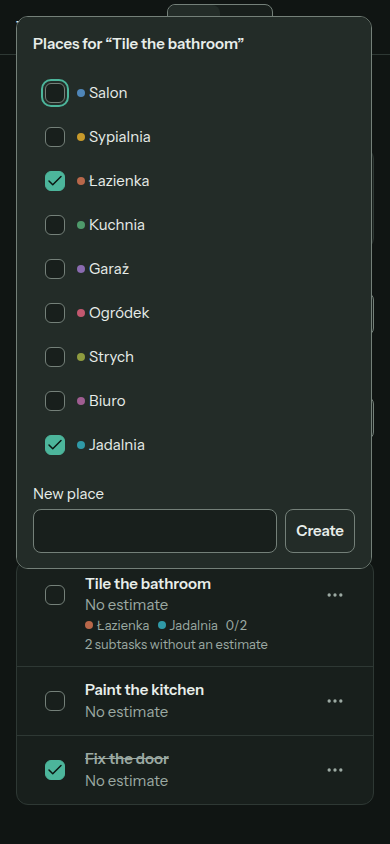 Places for “Tile the bathroom”
Salon
Sypialnia
Łazienka
Kuchnia
Garaż
Ogródek
Strych
Biuro
Jadalnia
New place
Create
Tile the bathroom
No estimate
Łazienka Jadalnia 0/2
2 subtasks without an estimate
Paint the kitchen
No estimate
Fix the door
No estimate